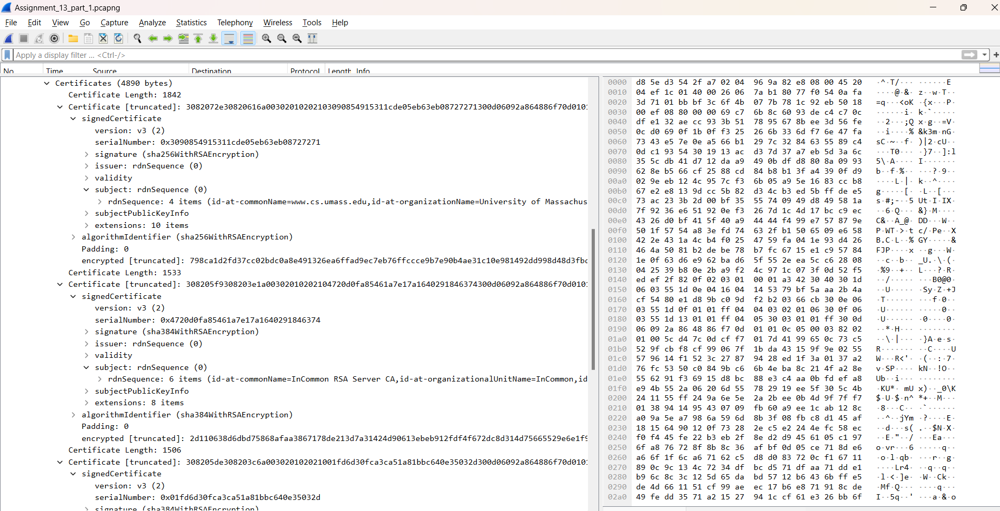 Assignment_13_part_1.pcapng
File Edit View Go Capture Analyze Statistics Telephony Wireless Tools Help
Apply a display filter … <Ctrl-/>
No. Time Source Destination Protocol Length Info
Certificates (4890 bytes)
Certificate Length: 1842
Certificate [truncated]: 3082072e30820616a00302010202103090854915311cde05eb63eb08727271300d06092a864886f70d0101
signedCertificate
version: v3 (2)
serialNumber: 0x3090854915311cde05eb63eb08727271
signature (sha256WithRSAEncryption)
issuer: rdnSequence (0)
validity
subject: rdnSequence (0)
rdnSequence: 4 items (id-at-commonName=www.cs.umass.edu,id-at-organizationName=University of Massachus
subjectPublicKeyInfo
extensions: 10 items
algorithmIdentifier (sha256WithRSAEncryption)
Padding: 0
encrypted [truncated]: 798ca1d2fd37cc02bdc0a8e491326ea6ffad9ec7eb76ffccce9b7e90b4ae31c10e981492dd998d48d3fbc
Certificate Length: 1533
Certificate [truncated]: 308205f9308203e1a00302010202104720d0fa85461a7e17a1640291846374300d06092a864886f70d0101
signedCertificate
version: v3 (2)
serialNumber: 0x4720d0fa85461a7e17a1640291846374
signature (sha384WithRSAEncryption)
issuer: rdnSequence (0)
validity
subject: rdnSequence (0)
rdnSequence: 6 items (id-at-commonName=InCommon RSA Server CA,id-at-organizationalUnitName=InCommon,id
subjectPublicKeyInfo
extensions: 8 items
algorithmIdentifier (sha384WithRSAEncryption)
Padding: 0
encrypted [truncated]: 2d110638d6dbd75868afaa3867178de213d7a31424d90613ebeb912fdf4f672dc8d314d75665529e6e1f9
Certificate Length: 1506
Certificate [truncated]: 308205de308203c6a003020102021001fd6d30fca3ca51a81bbc640e35032d300d06092a864886f70d0101
signedCertificate
version: v3 (2)
serialNumber: 0x01fd6d30fca3ca51a81bbc640e35032d
signature (sha384WithRSAEncryption)
0000 d8 5e d3 54 2f a7 02 04 96 9a 82 e8 08 00 45 20 ·^·T/··· ······E
0010 04 ef 1c 01 40 00 26 06 7a b1 80 77 f0 54 0a fa ····@·&· z··w·T··
0020 3d 71 01 bb bf 3c 6f 4b 07 7b 78 1c 92 eb 50 18 =q···<oK ·{x···P·
0030 00 ef 08 80 00 00 69 c7 6b 8c 60 93 de c4 c7 0c ······i· k·`·····
0040 df e1 32 ae cc 93 3b 51 78 95 67 8b ee 3d 56 fe ··2···;Q x·g··=V·
0050 0c d0 69 0f 1b 0f f3 25 26 6b 33 6d f7 6e 47 fa ··i····% &k3m·nG·
0060 73 43 e5 7e 0e a5 66 b1 29 7c 32 84 63 55 89 c4 sC·~··f· )|2·cU··
0070 0d c1 93 54 30 19 13 ac d3 7d 37 a7 eb 5d 3a 6c ···T0··· ·}7··]:l
0080 35 5c db 41 d7 12 da a9 49 0b df d8 80 8a 09 93 5\·A···· I·······
0090 62 8e b5 66 cf 25 88 cd 84 b8 b1 3f a4 39 0f d9 b··f·%·· ···?·9··
00a0 02 9e eb 12 4c 95 7c f3 6b 05 a9 5e 16 83 cc b8 ····L·|· k··^····
00b0 67 e2 e8 13 9d cc 5b 82 d3 4c b3 ed 5b ff de e5 g·····[· ·L··[···
00c0 73 ac 23 3b 2d 00 bf 35 55 74 09 49 d8 49 58 1a s·#;-··5 Ut·I·IX·
00d0 7f 92 36 e6 51 92 0e f3 26 7d 1c 4d 17 bc c9 ec ··6·Q··· &}·M····
00e0 43 26 d0 bf 41 5f 40 a9 44 44 f4 99 e7 57 87 9e C&··A_@· DD···W··
00f0 50 1f 57 54 a8 3e fd 74 63 2f b1 50 65 09 e6 58 P·WT·>·t c/·Pe··X
0100 42 2e 43 1a 4c b4 f0 25 47 59 fa 04 1e 93 d4 26 B.C·L··% GY·····&
0110 46 4a 50 81 b2 de be 78 b7 fc 67 15 e1 c9 57 84 FJP····x ··g···W·
0120 1e 0f 63 d6 e9 62 ba d6 5f 55 2e ea 5c c6 28 08 ··c··b·· _U.·\·(·
0130 04 25 39 b8 0e 2b a9 f2 4c 97 1c 07 3f 0d 52 f5 ·%9··+·· L···?·R·
0140 ed ef 2f 82 0f 02 03 01 00 01 a3 42 30 40 30 1d ··/····· ···B0@0·
0150 06 03 55 1d 0e 04 16 04 14 53 79 bf 5a aa 2b 4a ··U····· ·Sy·Z·+J
0160 cf 54 80 e1 d8 9b c0 9d f2 b2 03 66 cb 30 0e 06 ·T······ ···f·0··
0170 03 55 1d 0f 01 01 ff 04 04 03 02 01 06 30 0f 06 ·U······ ·····0··
0180 03 55 1d 13 01 01 ff 04 05 30 03 01 01 ff 30 0d ·U······ ·0····0·
0190 06 09 2a 86 48 86 f7 0d 01 01 0c 05 00 03 82 02 ··*·H··· ········
01a0 01 00 5c d4 7c 0d cf f7 01 7d 41 99 65 0c 73 c5 ··\·|··· ·}A·e·s·
01b0 52 9f cb f8 cf 99 06 7f 1b da 43 15 9f 9e 02 55 R······· ··C····U
01c0 57 96 14 f1 52 3c 27 87 94 28 ed 1f 3a 01 37 a2 W···R<'· ·(··:·7·
01d0 76 fc 53 50 c0 84 9b c6 6b 4e ba 8c 21 4f a2 8e v·SP···· kN··!O··
01e0 55 62 91 f3 69 15 d8 bc 88 e3 c4 aa 0b fd ef a8 Ub··i··· ········
01f0 e9 4b 55 2a 06 20 6d 55 78 29 19 ee 5f 30 5c 4b ·KU*· mU x)··_0\K
0200 24 11 55 ff 24 9a 6e 5e 2a 2b ee 0b 4d 9f 7f f7 $·U·$·n^ *+··M···
0210 01 38 94 14 95 43 07 09 fb 60 a9 ee 1c ab 12 8c ·8···C·· ·`······
0220 a0 9a 5e a7 98 6a 59 6d 8b 3f 08 fb c8 d1 45 af ··^··jYm ·?····E·
0230 18 15 64 90 12 0f 73 28 2e c5 e2 24 4e fc 58 ec ··d···s( .··$N·X·
0240 f0 f4 45 fe 22 b3 eb 2f 8e d2 d9 45 61 05 c1 97 ··E·"··/ ···Ea···
0250 6f a8 76 72 8f 8b 8c 36 af bf 0d 05 ce 71 8d e6 o·vr···6 ·····q··
0260 a6 6f 1f 6c a6 71 62 c5 d8 d0 83 72 0c f1 67 11 ·o·l·qb· ···r··g·
0270 89 0c 9c 13 4c 72 34 df bc d5 71 df aa 71 dd e1 ····Lr4· ··q··q··
0280 b9 6c 8c 3c 12 5d 65 da bd 57 12 b6 43 6b ff e5 ·l·<·]e· ·W··Ck··
0290 de 4d 66 11 51 cf 99 ae ec 17 b6 e8 71 91 8c de ·Mf·Q··· ····q···
02a0 49 fe dd 35 71 a2 15 27 94 1c cf 61 e3 26 bb 6f I··5q··' ···a·&·o